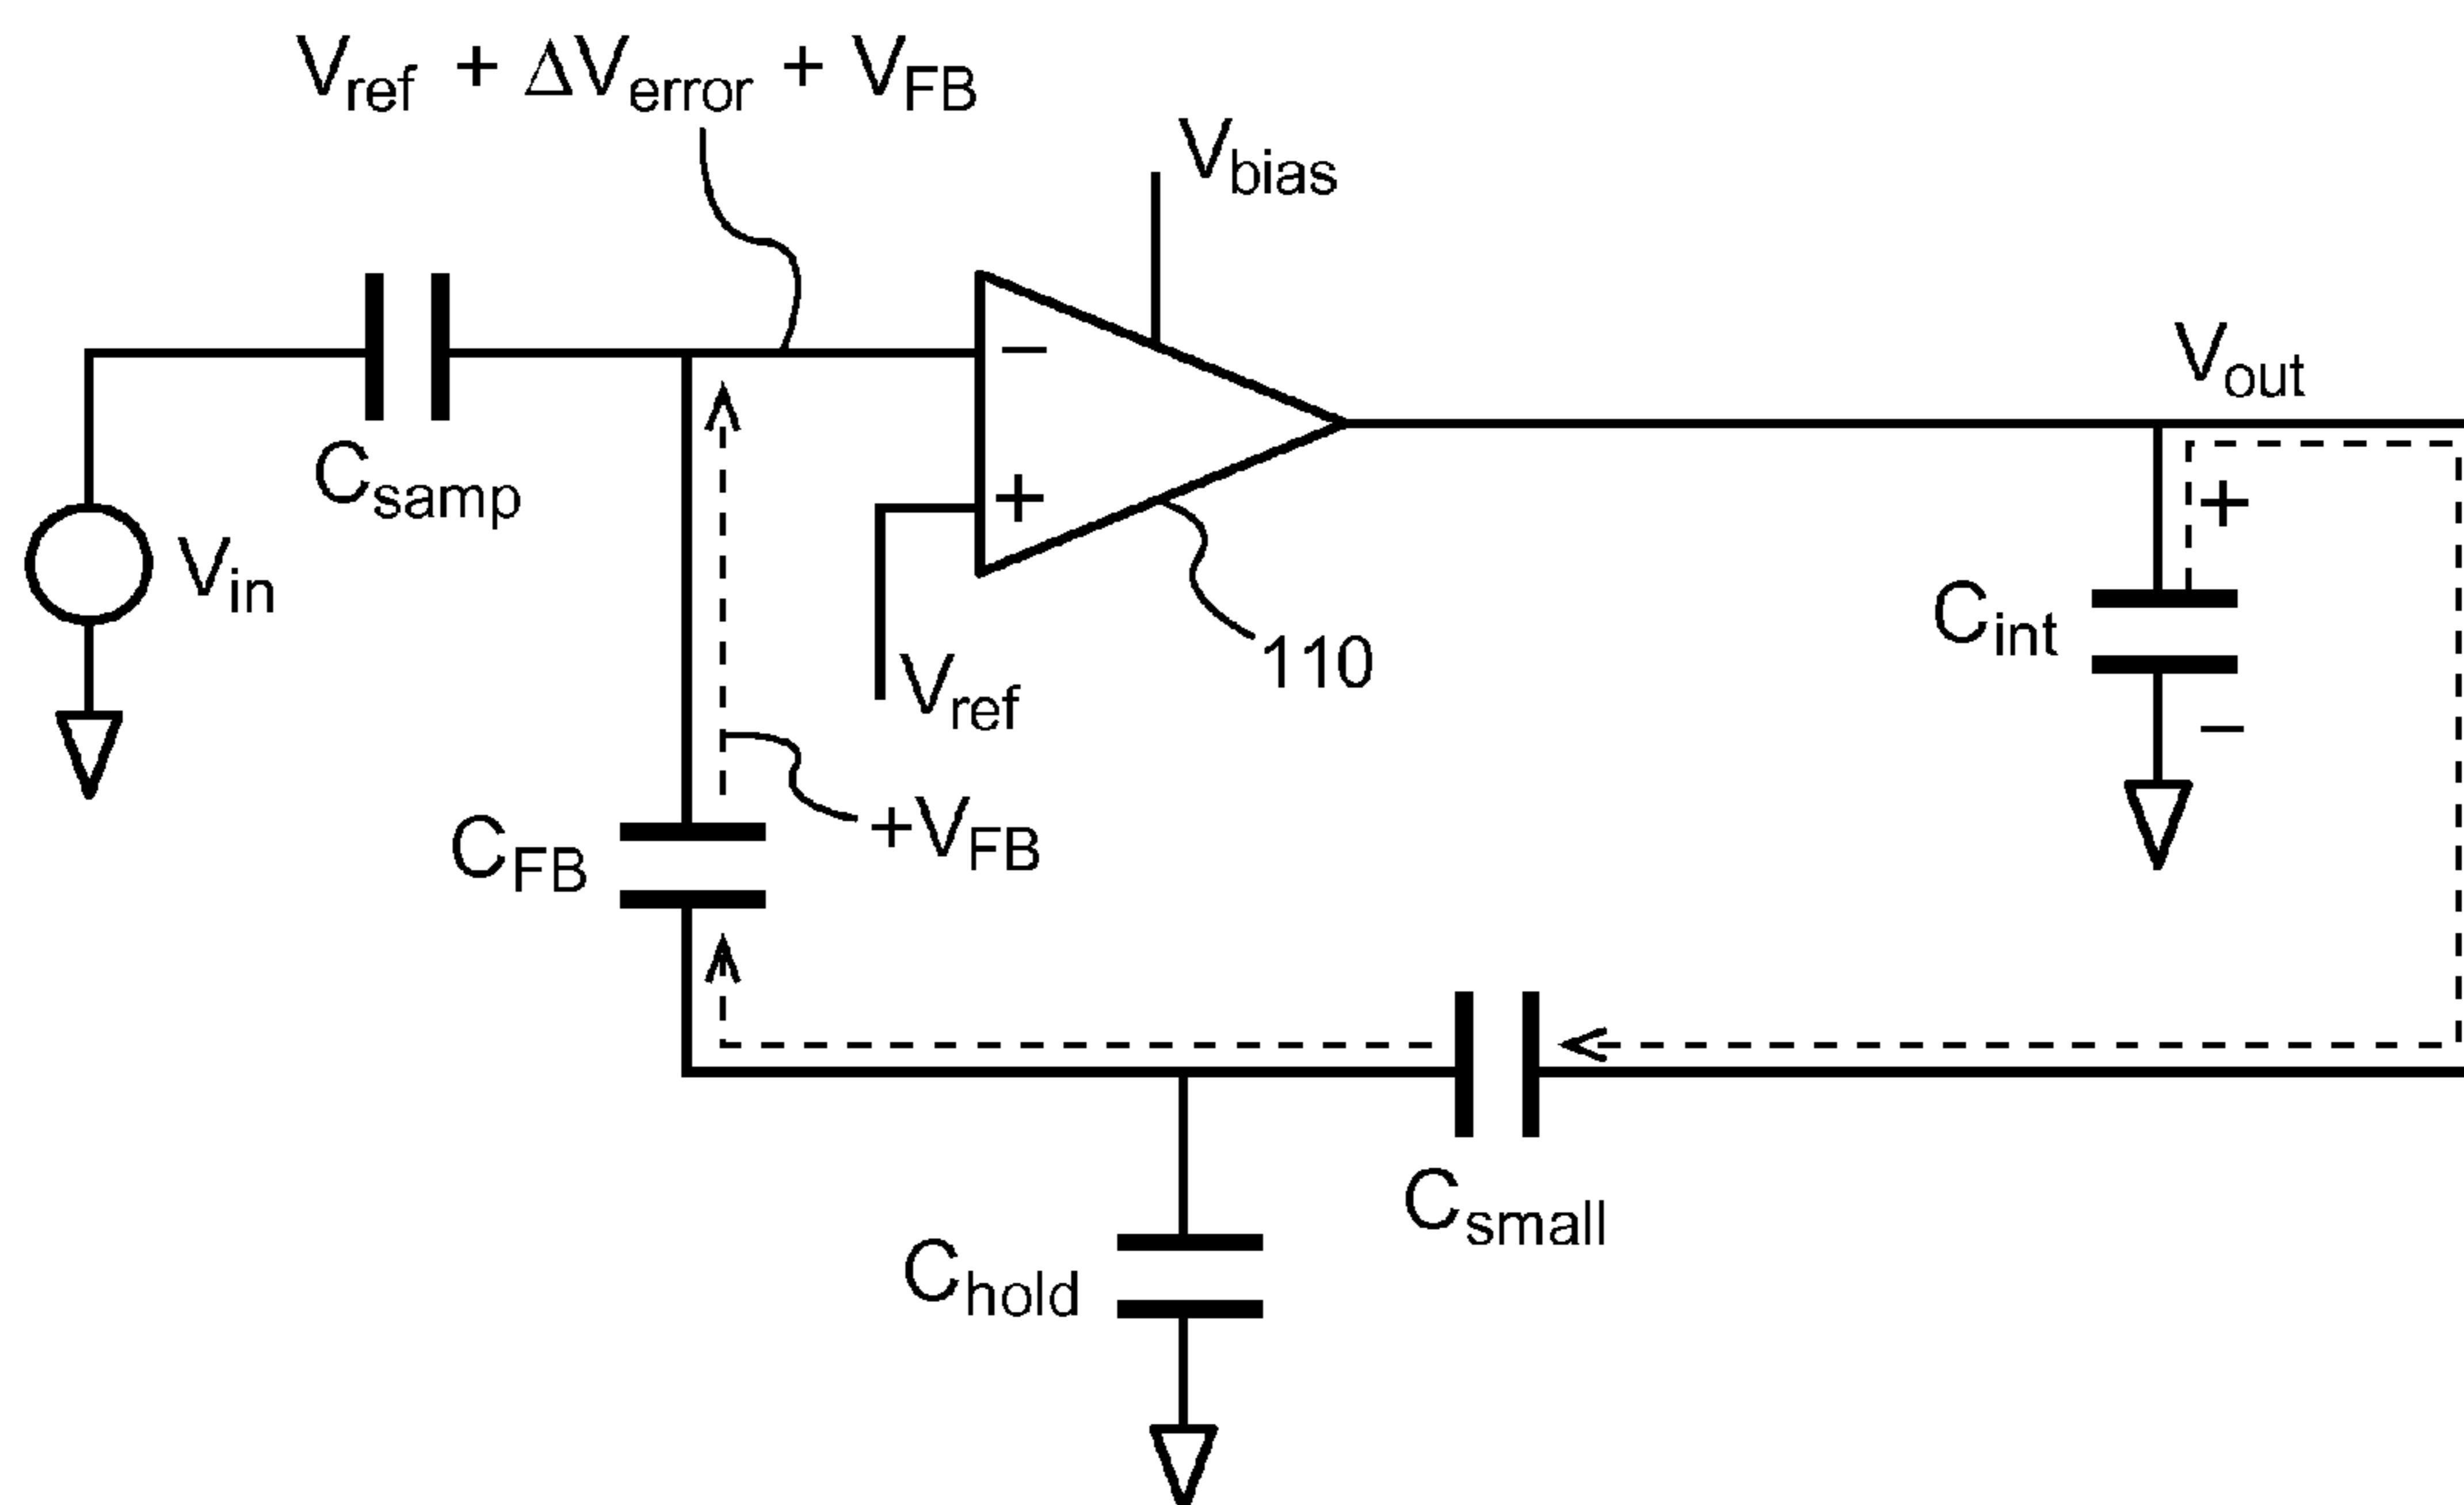 Vref + ΔVerror + VFB
Vbias
Vout
−
Csamp
+
+
Vin
Cint
110
Vref
−
+VFB
CFB
Csmall
Chold